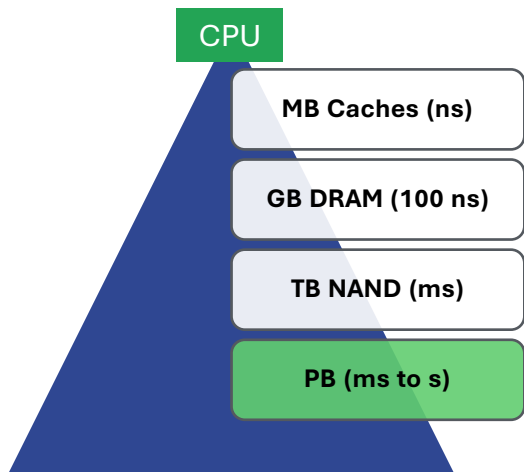 CPU
MB Caches (ns)
GB DRAM (100 ns)
TB NAND (ms)
PB (ms to s)